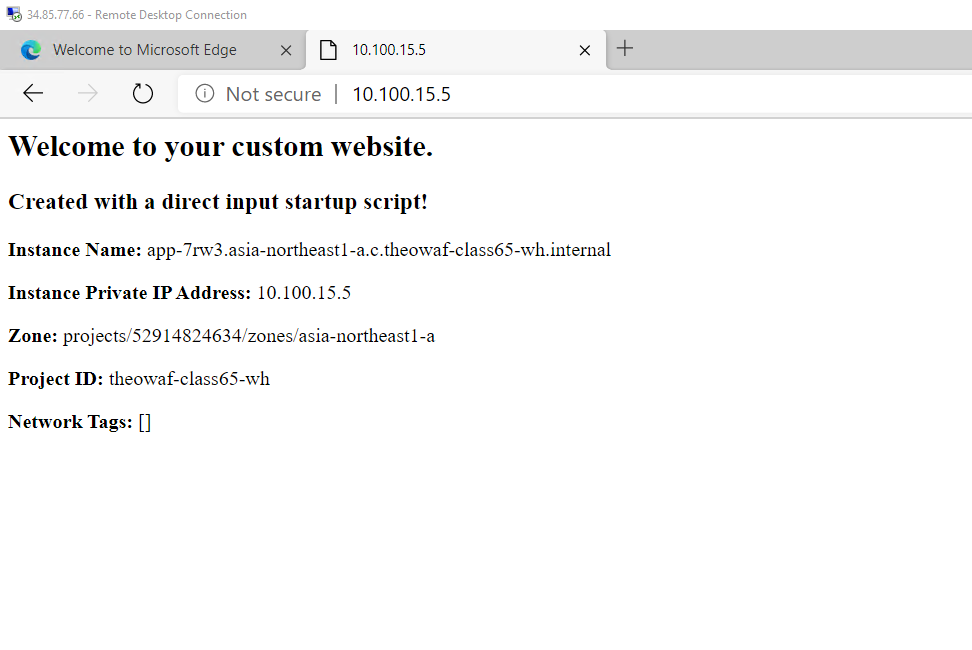 34.85.77.66 - Remote Desktop Connection
Welcome to Microsoft Edge
10.100.15.5
Not secure | 10.100.15.5
Welcome to your custom website.
Created with a direct input startup script!
Instance Name: app-7rw3.asia-northeast1-a.c.theowaf-class65-wh.internal
Instance Private IP Address: 10.100.15.5
Zone: projects/52914824634/zones/asia-northeast1-a
Project ID: theowaf-class65-wh
Network Tags: []